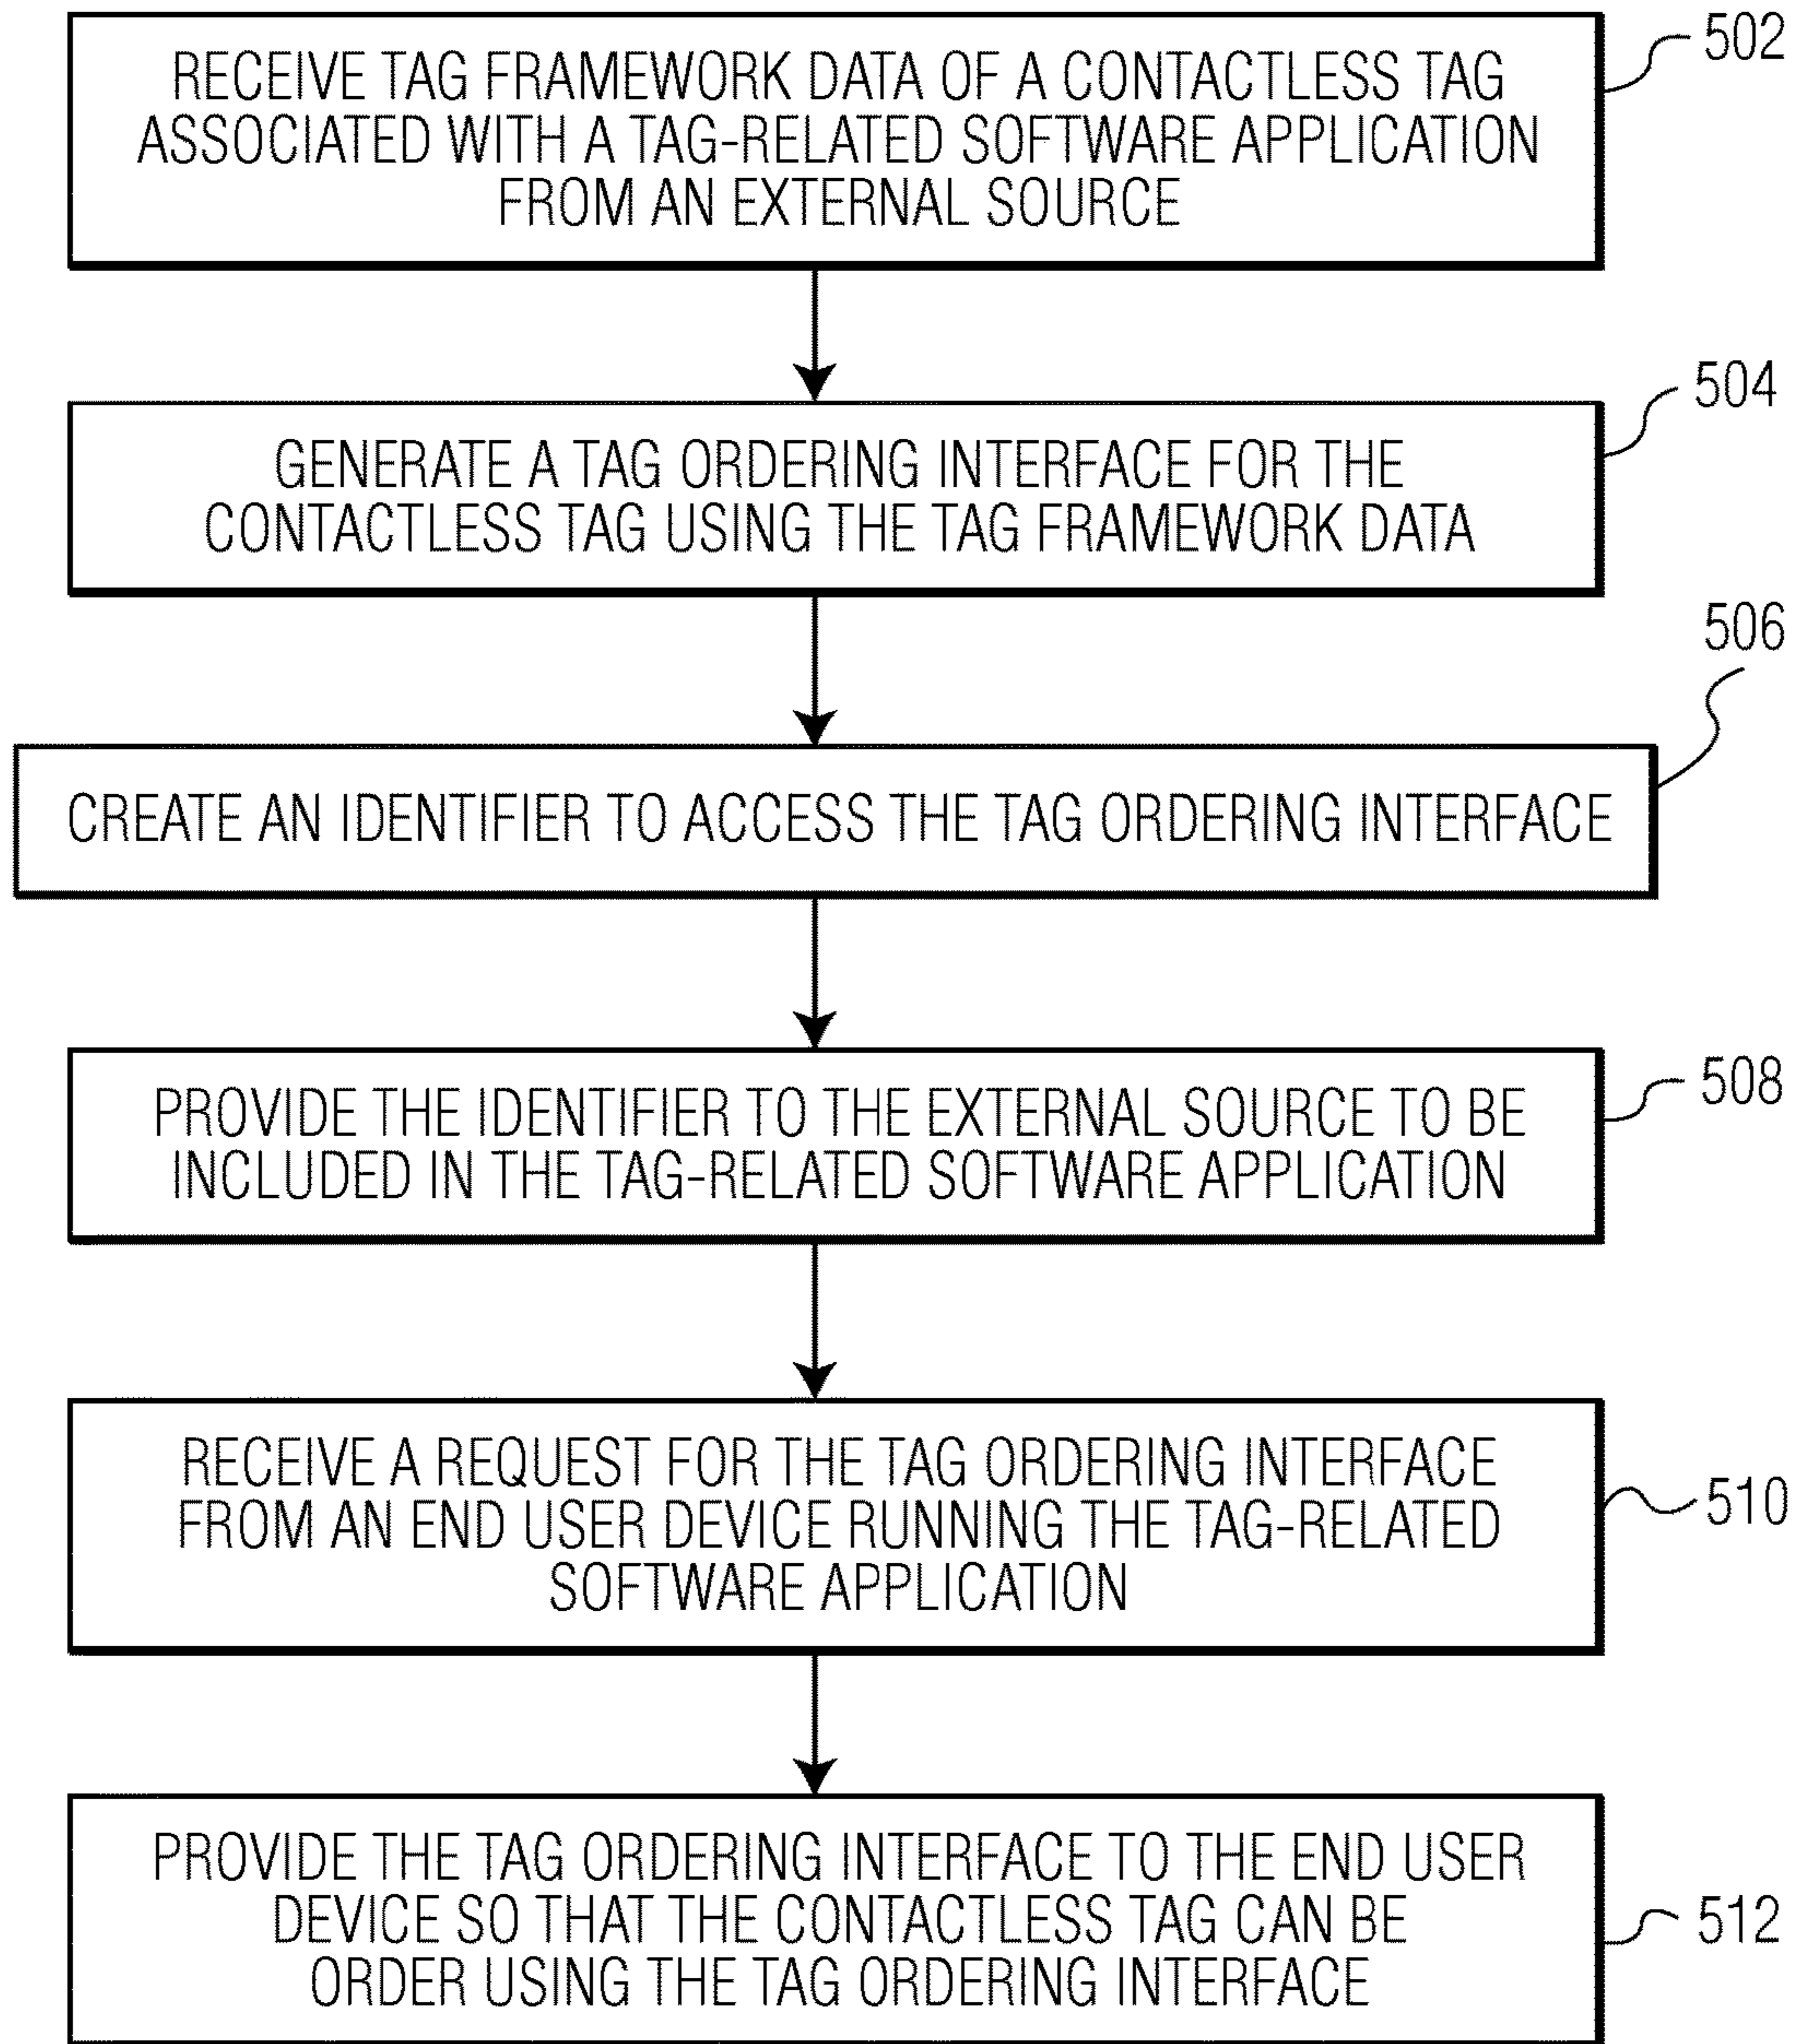 RECEIVE TAG FRAMEWORK DATA OF A CONTACTLESS TAG
ASSOCIATED WITH A TAG-RELATED SOFTWARE APPLICATION
FROM AN EXTERNAL SOURCE
502
GENERATE A TAG ORDERING INTERFACE FOR THE
CONTACTLESS TAG USING THE TAG FRAMEWORK DATA
504
CREATE AN IDENTIFIER TO ACCESS THE TAG ORDERING INTERFACE
506
PROVIDE THE IDENTIFIER TO THE EXTERNAL SOURCE TO BE
INCLUDED IN THE TAG-RELATED SOFTWARE APPLICATION
508
RECEIVE A REQUEST FOR THE TAG ORDERING INTERFACE
FROM AN END USER DEVICE RUNNING THE TAG-RELATED
SOFTWARE APPLICATION
510
PROVIDE THE TAG ORDERING INTERFACE TO THE END USER
DEVICE SO THAT THE CONTACTLESS TAG CAN BE
ORDER USING THE TAG ORDERING INTERFACE
512